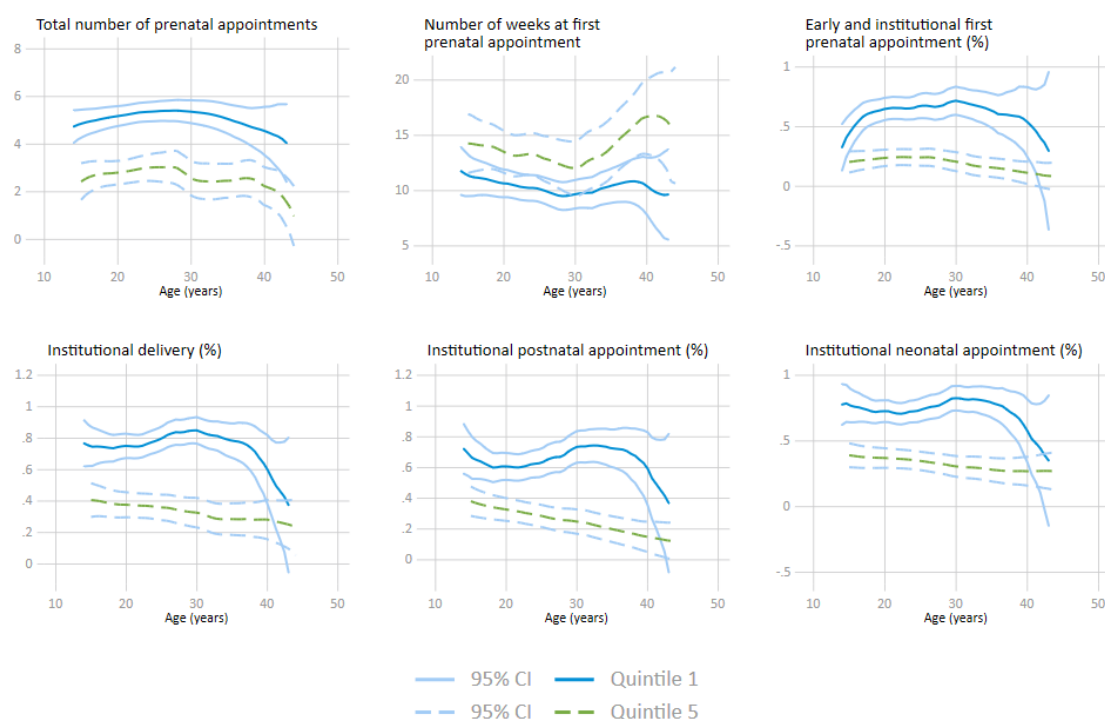 Total number of prenatal appointments
8
6
4
2
0
10 20 30 40 50
Age (years)
Number of weeks at first
prenatal appointment
20
15
10
5
10 20 30 40 50
Age (years)
Early and institutional first
prenatal appointment (%)
1
.5
0
-.5
10 20 30 40 50
Age (years)
Institutional delivery (%)
1.2
1
.8
.6
.4
.2
0
10 20 30 40 50
Age (years)
Institutional postnatal appointment (%)
1.2
1
.8
.6
.4
.2
0
10 20 30 40 50
Age (years)
Institutional neonatal appointment (%)
1
.5
0
-.5
10 20 30 40 50
Age (years)
95% CI Quintile 1
95% CI Quintile 5